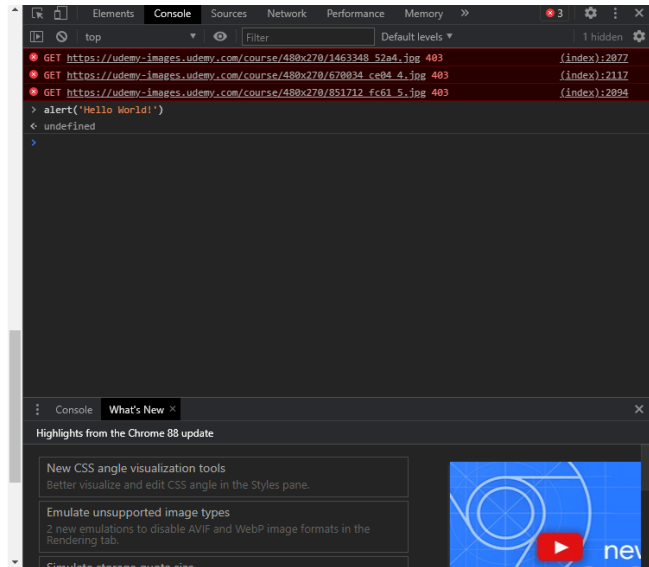 Elements Console Sources Network Performance Memory » 3
top Filter Default levels ▼ 1 hidden
GET https://udemy-images.udemy.com/course/480x270/1463348_52a4.jpg 403 (index):2077
GET https://udemy-images.udemy.com/course/480x270/670034_ce04_4.jpg 403 (index):2117
GET https://udemy-images.udemy.com/course/480x270/851712_fc61_5.jpg 403 (index):2094
> alert('Hello World!')
undefined
>
Console What's New ×
Highlights from the Chrome 88 update
New CSS angle visualization tools
Better visualize and edit CSS angle in the Styles pane.
Emulate unsupported image types
2 new emulations to disable AVIF and WebP image formats in the
Rendering tab.
Simulate storage quota size
new